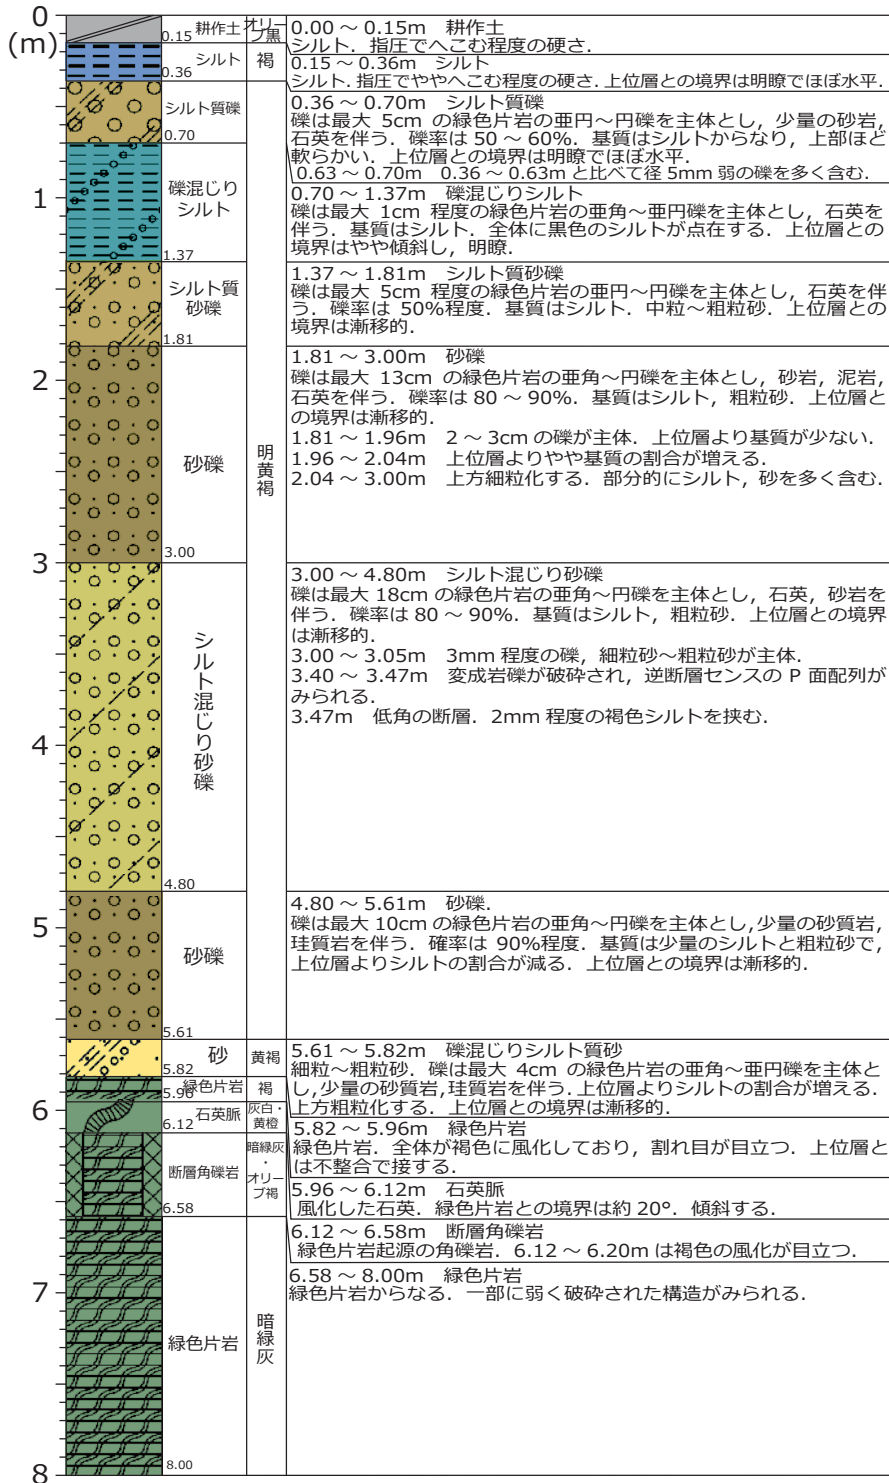 0
(m)
1
2
3
4
5
6
7
8
0.15
耕作土
オリーブ黒
0.00 ～ 0.15m　耕作土
シルト．指圧でへこむ程度の硬さ．
0.36
シルト
褐
0.15 ～ 0.36m　シルト
シルト．指圧でややへこむ程度の硬さ．上位層との境界は明瞭でほぼ水平．
シルト質礫
0.70
0.36 ～ 0.70m　シルト質礫
礫は最大 5cm の緑色片岩の亜円～円礫を主体とし，少量の砂岩，
石英を伴う．礫率は 50 ～ 60%．基質はシルトからなり，上部ほど
軟らかい．上位層との境界は明瞭でほぼ水平．
0.63 ～ 0.70m　0.36 ～ 0.63m と比べて径 5mm 弱の礫を多く含む．
礫混じり
シルト
1.37
0.70 ～ 1.37m　礫混じりシルト
礫は最大 1cm 程度の緑色片岩の亜角～亜円礫を主体とし，石英を
伴う．基質はシルト．全体に黒色のシルトが点在する．上位層との
境界はやや傾斜し，明瞭．
シルト質
砂礫
1.81
1.37 ～ 1.81m　シルト質砂礫
礫は最大 5cm 程度の緑色片岩の亜円～円礫を主体とし，石英を伴
う．礫率は 50%程度．基質はシルト．中粒～粗粒砂．上位層との
境界は漸移的．
砂礫
3.00
明黄褐
1.81 ～ 3.00m　砂礫
礫は最大 13cm の緑色片岩の亜角～円礫を主体とし，砂岩，泥岩，
石英を伴う．礫率は 80 ～ 90%．基質はシルト，粗粒砂．上位層と
の境界は漸移的．
1.81 ～ 1.96m　2 ～ 3cm の礫が主体．上位層より基質が少ない．
1.96 ～ 2.04m　上位層よりやや基質の割合が増える．
2.04 ～ 3.00m　上方細粒化する．部分的にシルト，砂を多く含む．
シルト混じり砂礫
4.80
3.00 ～ 4.80m　シルト混じり砂礫
礫は最大 18cm の緑色片岩の亜角～円礫を主体とし，石英，砂岩を
伴う．礫率は 80 ～ 90%．基質はシルト，粗粒砂．上位層との境界
は漸移的．
3.00 ～ 3.05m　3mm 程度の礫，細粒砂～粗粒砂が主体．
3.40 ～ 3.47m　変成岩礫が破砕され，逆断層センスの P 面配列が
みられる．
3.47m　低角の断層．2mm 程度の褐色シルトを挟む．
砂礫
5.61
4.80 ～ 5.61m　砂礫．
礫は最大 10cm の緑色片岩の亜角～円礫を主体とし，少量の砂質岩，
珪質岩を伴う．確率は 90%程度．基質は少量のシルトと粗粒砂で，
上位層よりシルトの割合が減る．上位層との境界は漸移的．
砂
5.82
黄褐
5.61 ～ 5.82m　礫混じりシルト質砂
細粒～粗粒砂．礫は最大 4cm の緑色片岩の亜角～亜円礫を主体と
し，少量の砂質岩，珪質岩を伴う．上位層よりシルトの割合が増える．
上方粗粒化する．上位層との境界は漸移的．
緑色片岩
5.96
褐
5.82 ～ 5.96m　緑色片岩
緑色片岩．全体が褐色に風化しており，割れ目が目立つ．上位層と
は不整合で接する．
石英脈
6.12
灰白・
黄橙
5.96 ～ 6.12m　石英脈
風化した石英．緑色片岩との境界は約 20°．傾斜する．
断層角礫岩
6.58
暗緑灰
・
オリー
ブ褐
6.12 ～ 6.58m　断層角礫岩
緑色片岩起源の角礫岩．6.12 ～ 6.20m は褐色の風化が目立つ．
緑色片岩
8.00
暗緑灰
6.58 ～ 8.00m　緑色片岩
緑色片岩からなる．一部に弱く破砕された構造がみられる．